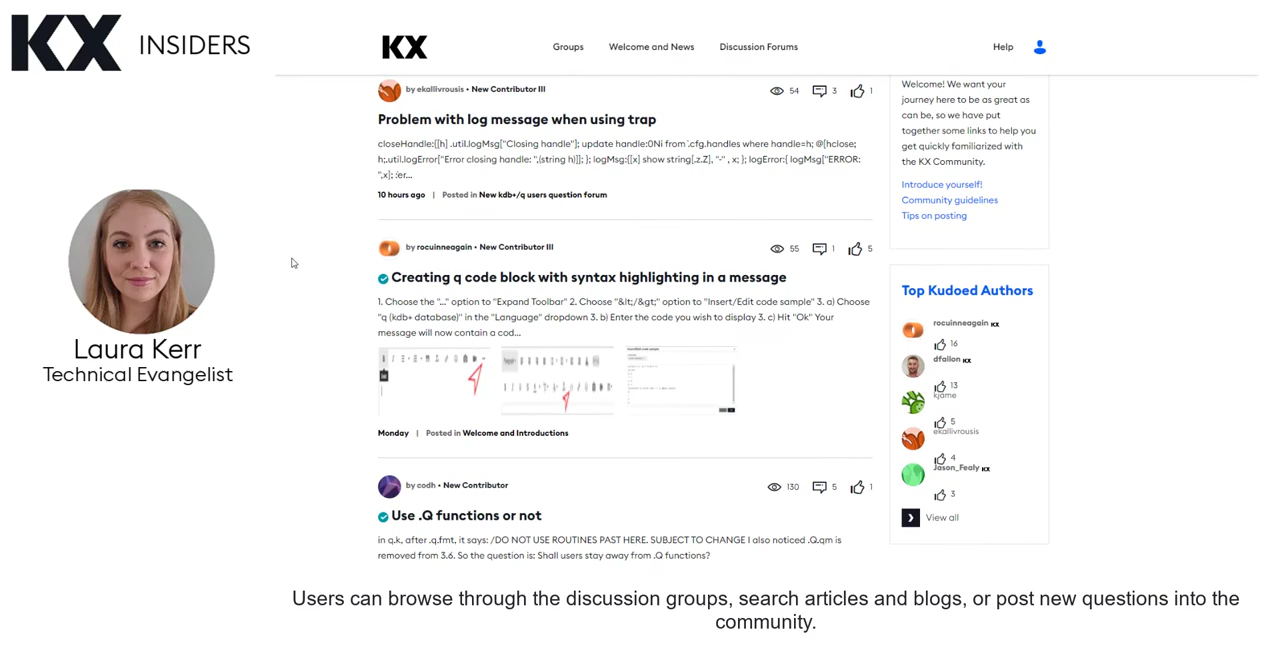 KX INSIDERS
Laura Kerr
Technical Evangelist
KX
Groups
Welcome and News
Discussion Forums
Help
by ekallivrousis • New Contributor III
54
3
1
Problem with log message when using trap
closeHandle:{[h] .util.logMsg["Closing handle"]; update handle:0Ni from `.cfg.handles where handle=h; @[hclose;
h;.util.logError["Error closing handle: ",(string h)]]; }; logMsg:{[x] show string[.z.Z], "-" , x; }; logError:{ logMsg["ERROR:
",x]; :er...
10 hours ago | Posted in New kdb+/q users question forum
by rocuinneagain • New Contributor III
55
1
5
Creating q code block with syntax highlighting in a message
1. Choose the "..." option to "Expand Toolbar" 2. Choose "&lt;/&gt;" option to "Insert/Edit code sample" 3. a) Choose
"q (kdb+ database)" in the "Language" dropdown 3. b) Enter the code you wish to display 3. c) Hit "Ok" Your
message will now contain a cod...
Monday | Posted in Welcome and Introductions
by codh • New Contributor
130
5
1
Use .Q functions or not
in q.k, after .q.fmt, it says: /DO NOT USE ROUTINES PAST HERE. SUBJECT TO CHANGE I also noticed .Q.qm is
removed from 3.6. So the question is: Shall users stay away from .Q functions?
Welcome! We want your
journey here to be as great as
can be, so we have put
together some links to help you
get quickly familiarized with
the KX Community.
Introduce yourself!
Community guidelines
Tips on posting
Top Kudoed Authors
rocuinneagain KX
16
dfallon KX
13
kjame
5
ekallivrousis
4
Jason_Fealy KX
3
View all
Users can browse through the discussion groups, search articles and blogs, or post new questions into the
community.